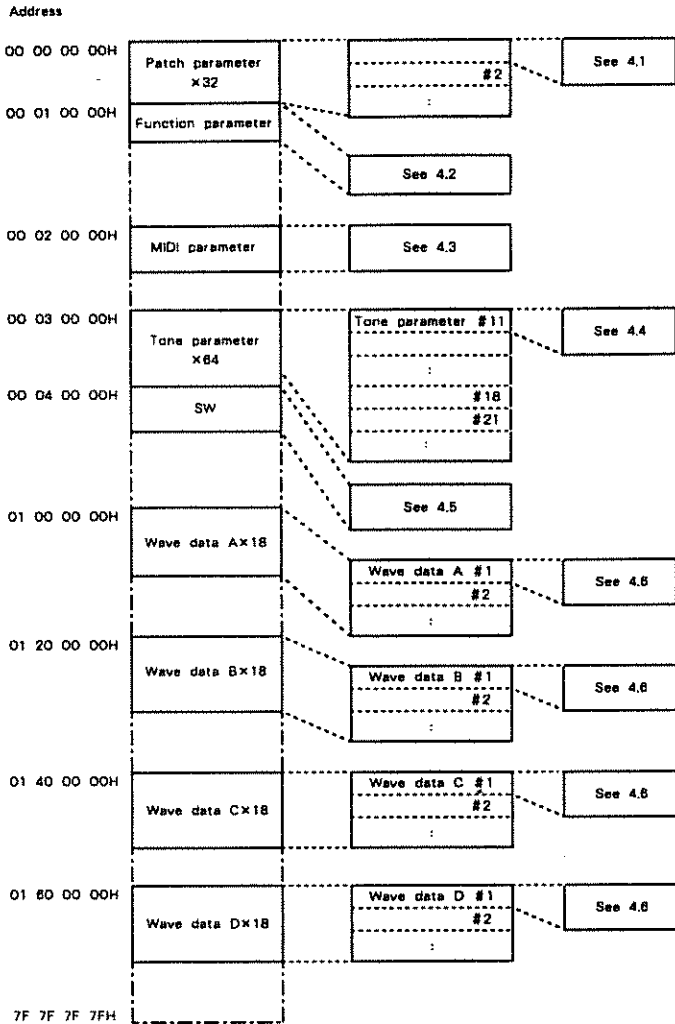 Address
00 00 00 00H
Patch parameter
×32
#2
:
See 4.1
00 01 00 00H
Function parameter
See 4.2
00 02 00 00H
MIDI parameter
See 4.3
00 03 00 00H
Tone parameter
×64
Tone parameter #11
:
#18
#21
:
See 4.4
00 04 00 00H
SW
See 4.5
01 00 00 00H
Wave data A×18
Wave data A #1
#2
:
See 4.6
01 20 00 00H
Wave data B×18
Wave data B #1
#2
:
See 4.6
01 40 00 00H
Wave data C×18
Wave data C #1
#2
:
See 4.6
01 60 00 00H
Wave data D×18
Wave data D #1
#2
:
See 4.6
7F 7F 7F 7FH